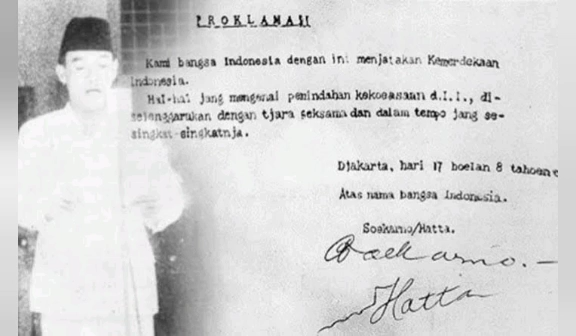 PROKLAMASI
Kami bangsa Indonesia dengan ini menjatakan Kemerdekaan
Indonesia.
Hal-hal jang mengenai pemindahan kekoeasaan d.l.l., di-
selenggarakan dengan tjara seksama dan dalam tempo jang se-
singkat-singkatnja.
Djakarta, hari 17 boelan 8 tahoen
Atas nama bangsa Indonesia.
Soekarno/Hatta.
Soekarno.
Hatta